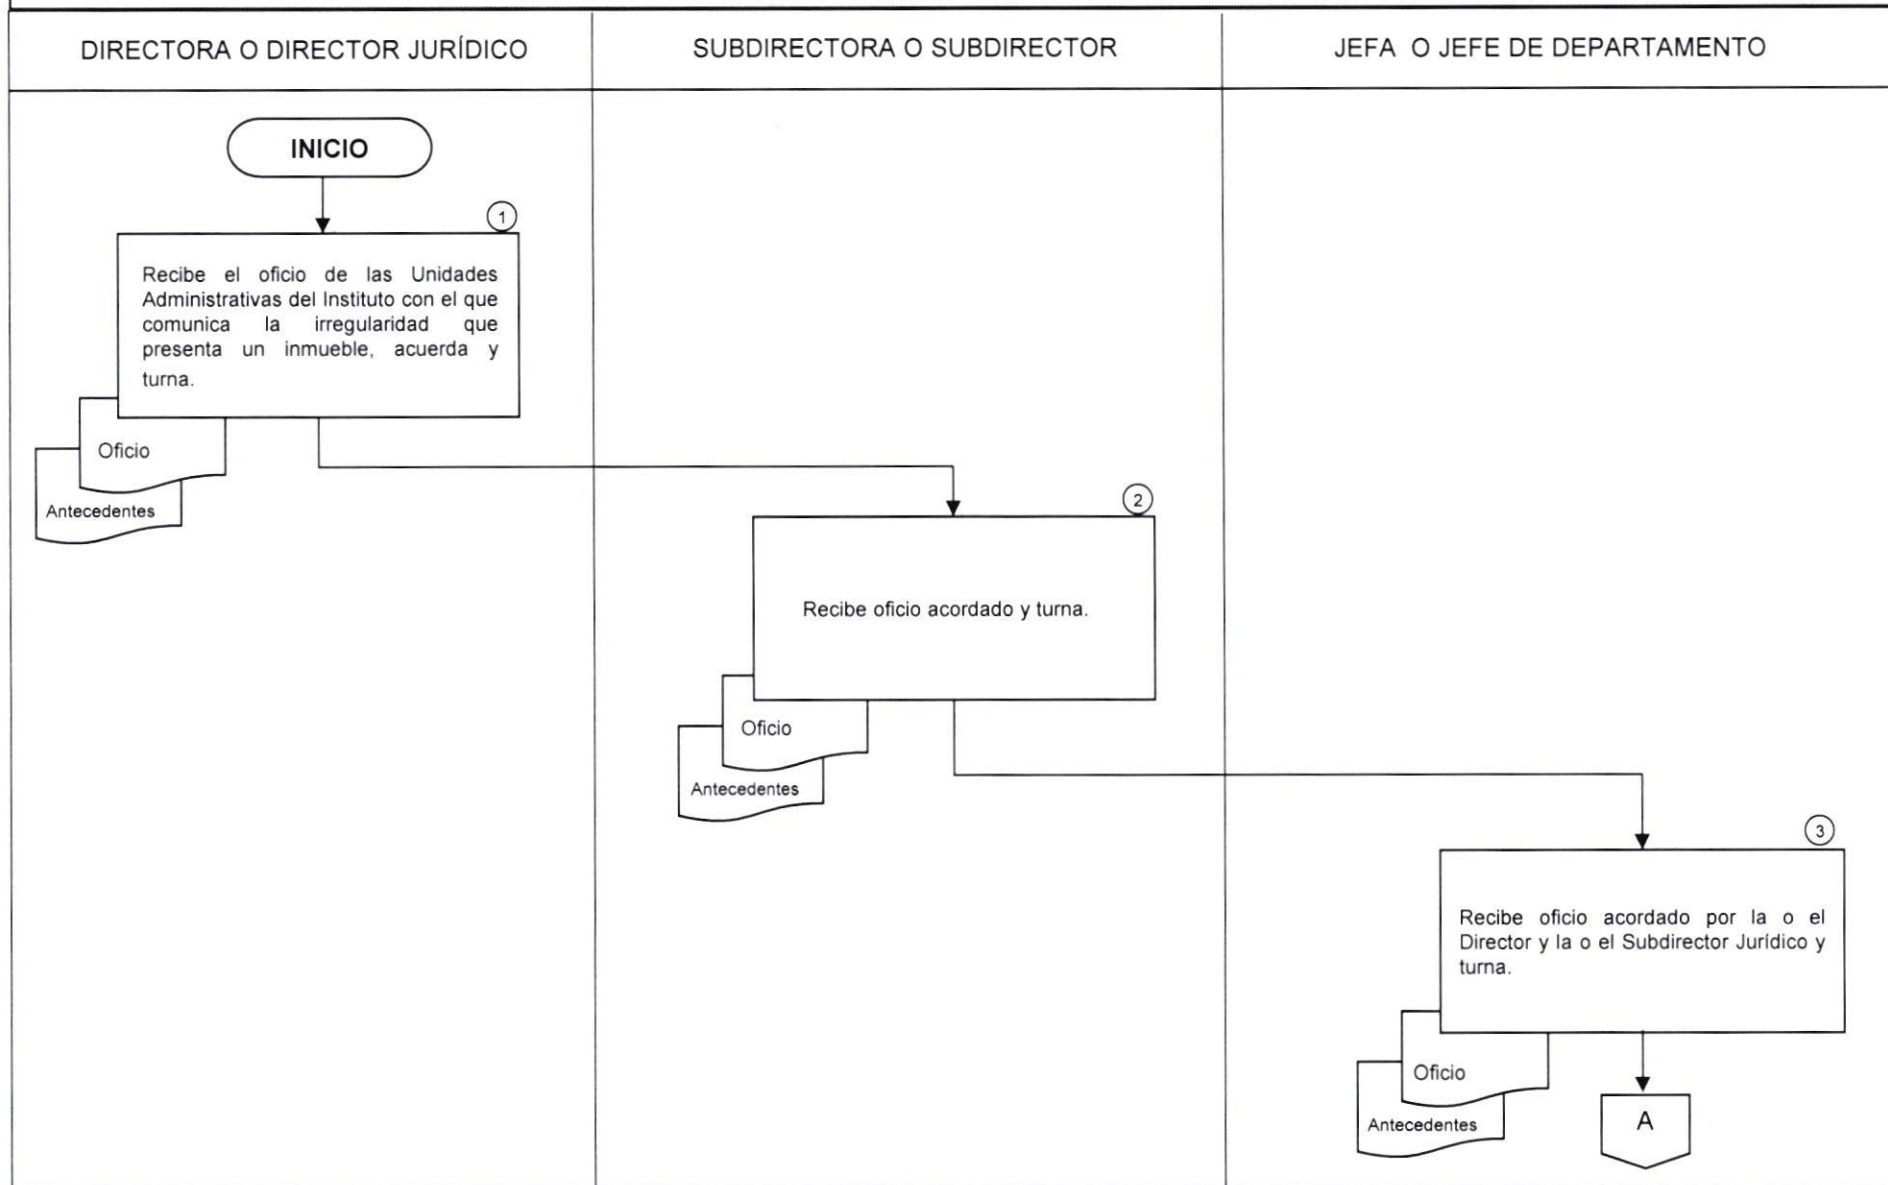 DIRECTORA O DIRECTOR JURÍDICO
SUBDIRECTORA O SUBDIRECTOR
JEFA O JEFE DE DEPARTAMENTO
INICIO
1
Recibe el oficio de las Unidades
Administrativas del Instituto con el que
comunica la irregularidad que
presenta un inmueble, acuerda y
turna.
Oficio
Antecedentes
2
Recibe oficio acordado y turna.
Oficio
Antecedentes
3
Recibe oficio acordado por la o el
Director y la o el Subdirector Jurídico y
turna.
Oficio
Antecedentes
A